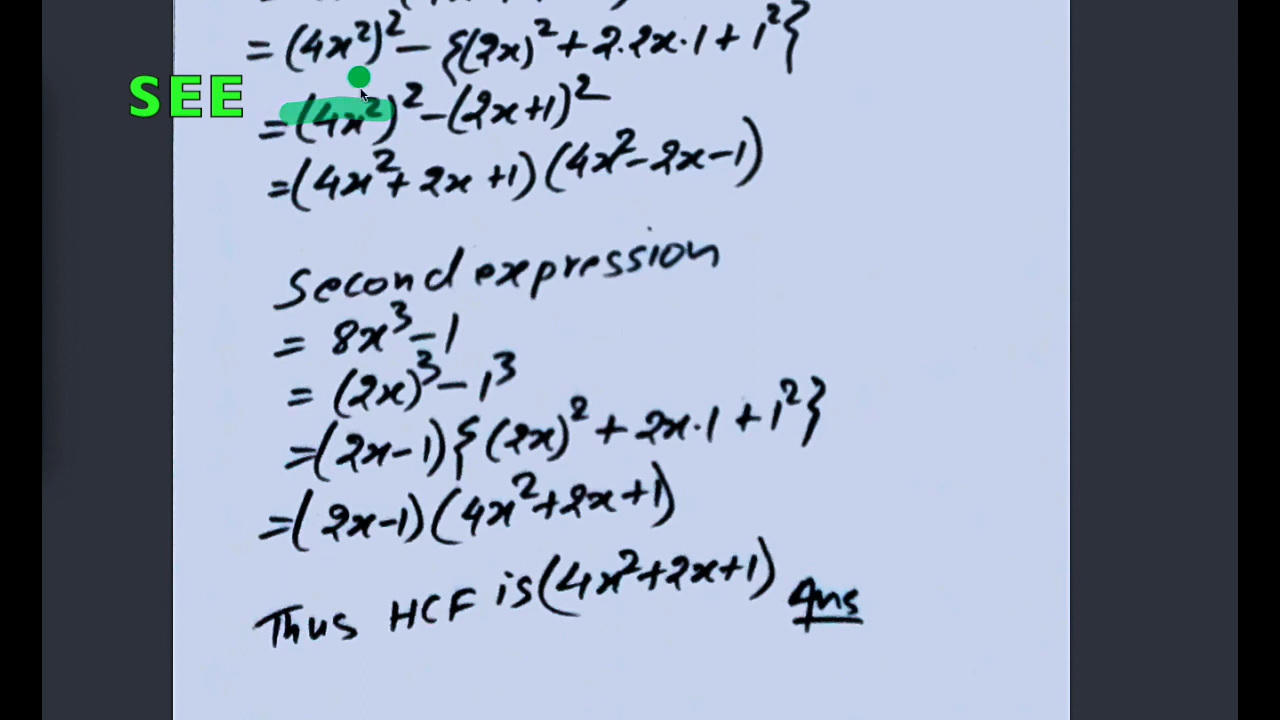 = (4x²)² - {(2x)² + 2.2x.1 + 1²}
SEE
= (4x²)² - (2x+1)²
= (4x² + 2x + 1) (4x² - 2x - 1)
Second expression
= 8x³ - 1
= (2x)³ - 1³
= (2x-1) {(2x)² + 2x.1 + 1²}
= (2x-1) (4x² + 2x + 1)
Thus HCF is (4x² + 2x + 1) Ans